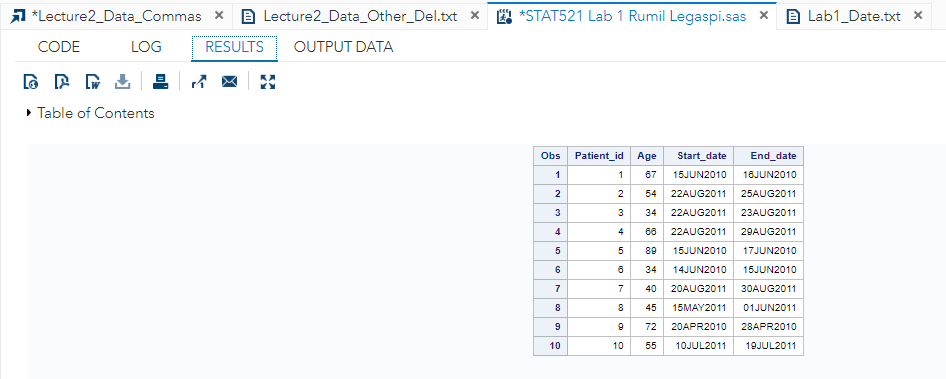 *Lecture2_Data_Commas × Lecture2_Data_Other_Del.txt × *STAT521 Lab 1 Rumil Legaspi.sas × Lab1_Date.txt ×
CODE LOG RESULTS OUTPUT DATA
Table of Contents
Obs Patient_id Age Start_date End_date
1 1 67 15JUN2010 16JUN2010
2 2 54 22AUG2011 25AUG2011
3 3 34 22AUG2011 23AUG2011
4 4 66 22AUG2011 29AUG2011
5 5 89 15JUN2010 17JUN2010
6 6 34 14JUN2010 15JUN2010
7 7 40 20AUG2011 30AUG2011
8 8 45 15MAY2011 01JUN2011
9 9 72 20APR2010 28APR2010
10 10 55 10JUL2011 19JUL2011